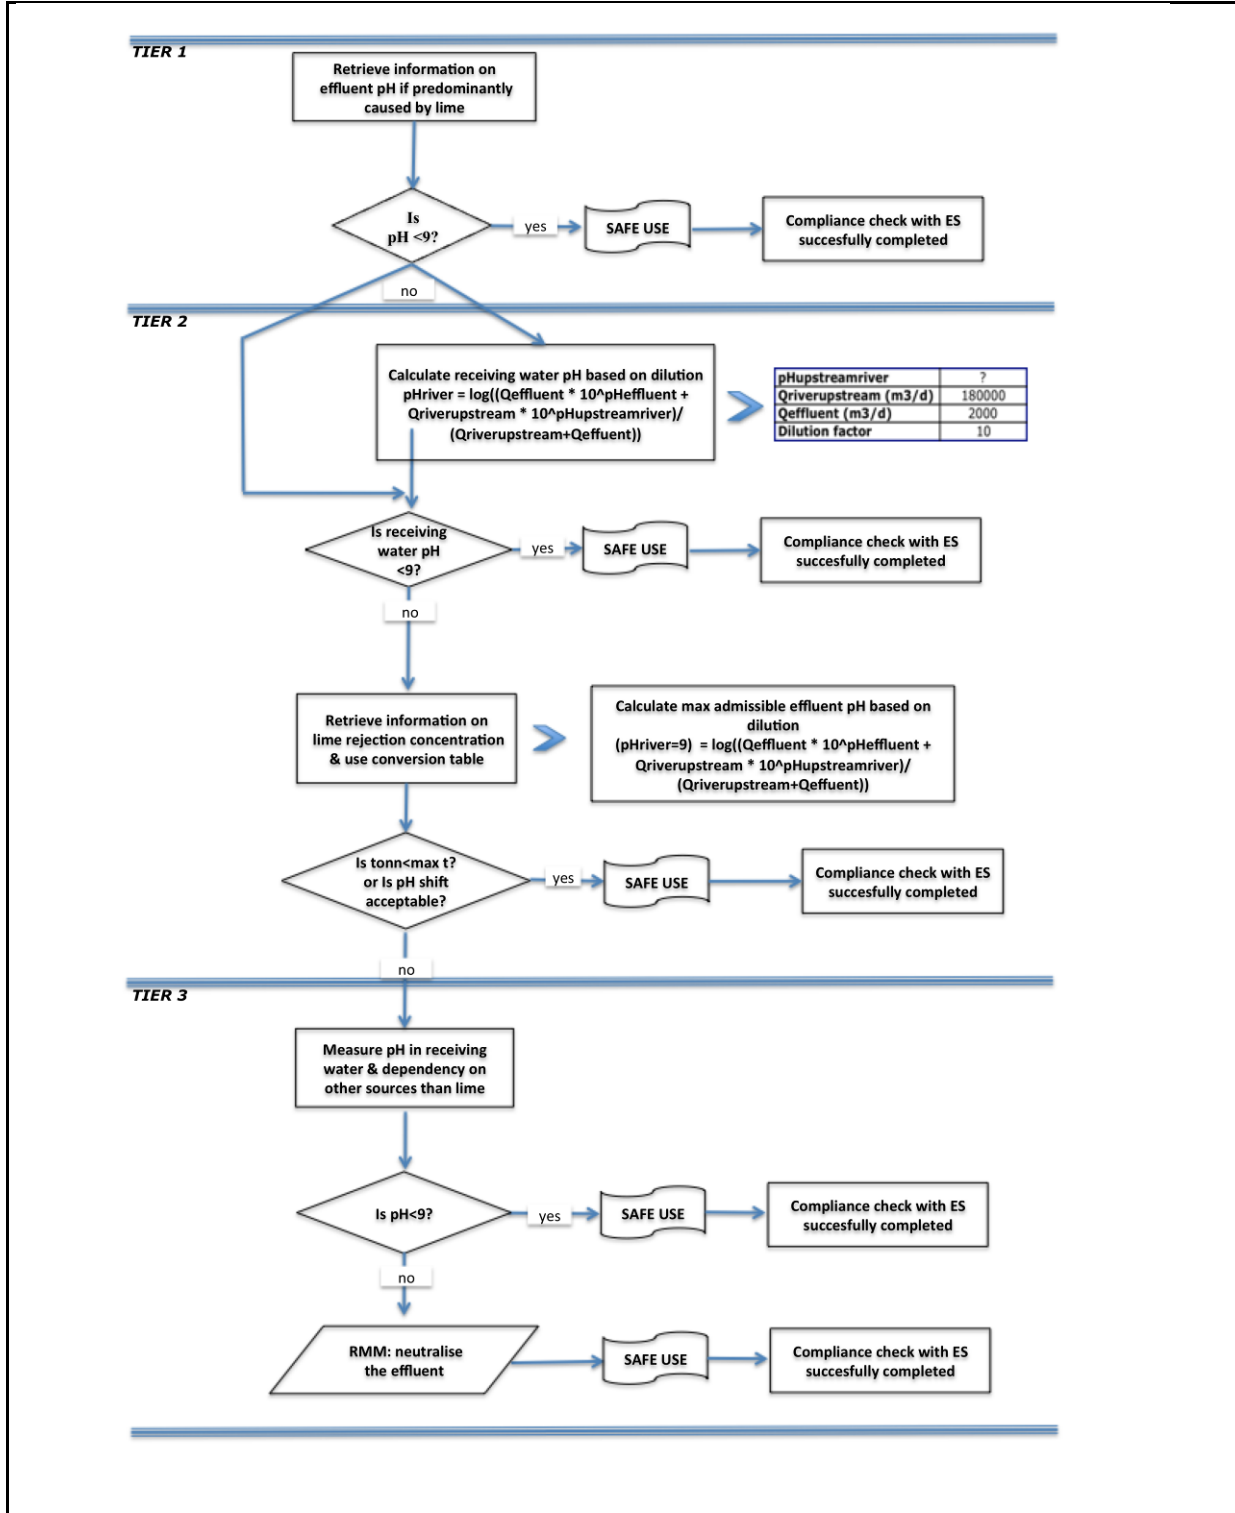 TIER 1
Retrieve information on
effluent pH if predominantly
caused by lime
Is
pH <9?
yes
SAFE USE
Compliance check with ES
succesfully completed
no
TIER 2
Calculate receiving water pH based on dilution
pHriver = log((Qeffluent * 10^pHeffluent +
Qriverupstream * 10^pHupstreamriver)/
(Qriverupstream+Qeffuent))
pHupstreamriver ?
Qriverupstream (m3/d) 180000
Qeffluent (m3/d) 2000
Dilution factor 10
Is receiving
water pH
<9?
yes
SAFE USE
Compliance check with ES
succesfully completed
no
Retrieve information on
lime rejection concentration
& use conversion table
Calculate max admissible effluent pH based on
dilution
(pHriver=9) = log((Qeffluent * 10^pHeffluent +
Qriverupstream * 10^pHupstreamriver)/
(Qriverupstream+Qeffuent))
Is tonn<max t?
or Is pH shift
acceptable?
yes
SAFE USE
Compliance check with ES
succesfully completed
no
TIER 3
Measure pH in receiving
water & dependency on
other sources than lime
Is pH<9?
yes
SAFE USE
Compliance check with ES
succesfully completed
no
RMM: neutralise
the effluent
SAFE USE
Compliance check with ES
succesfully completed